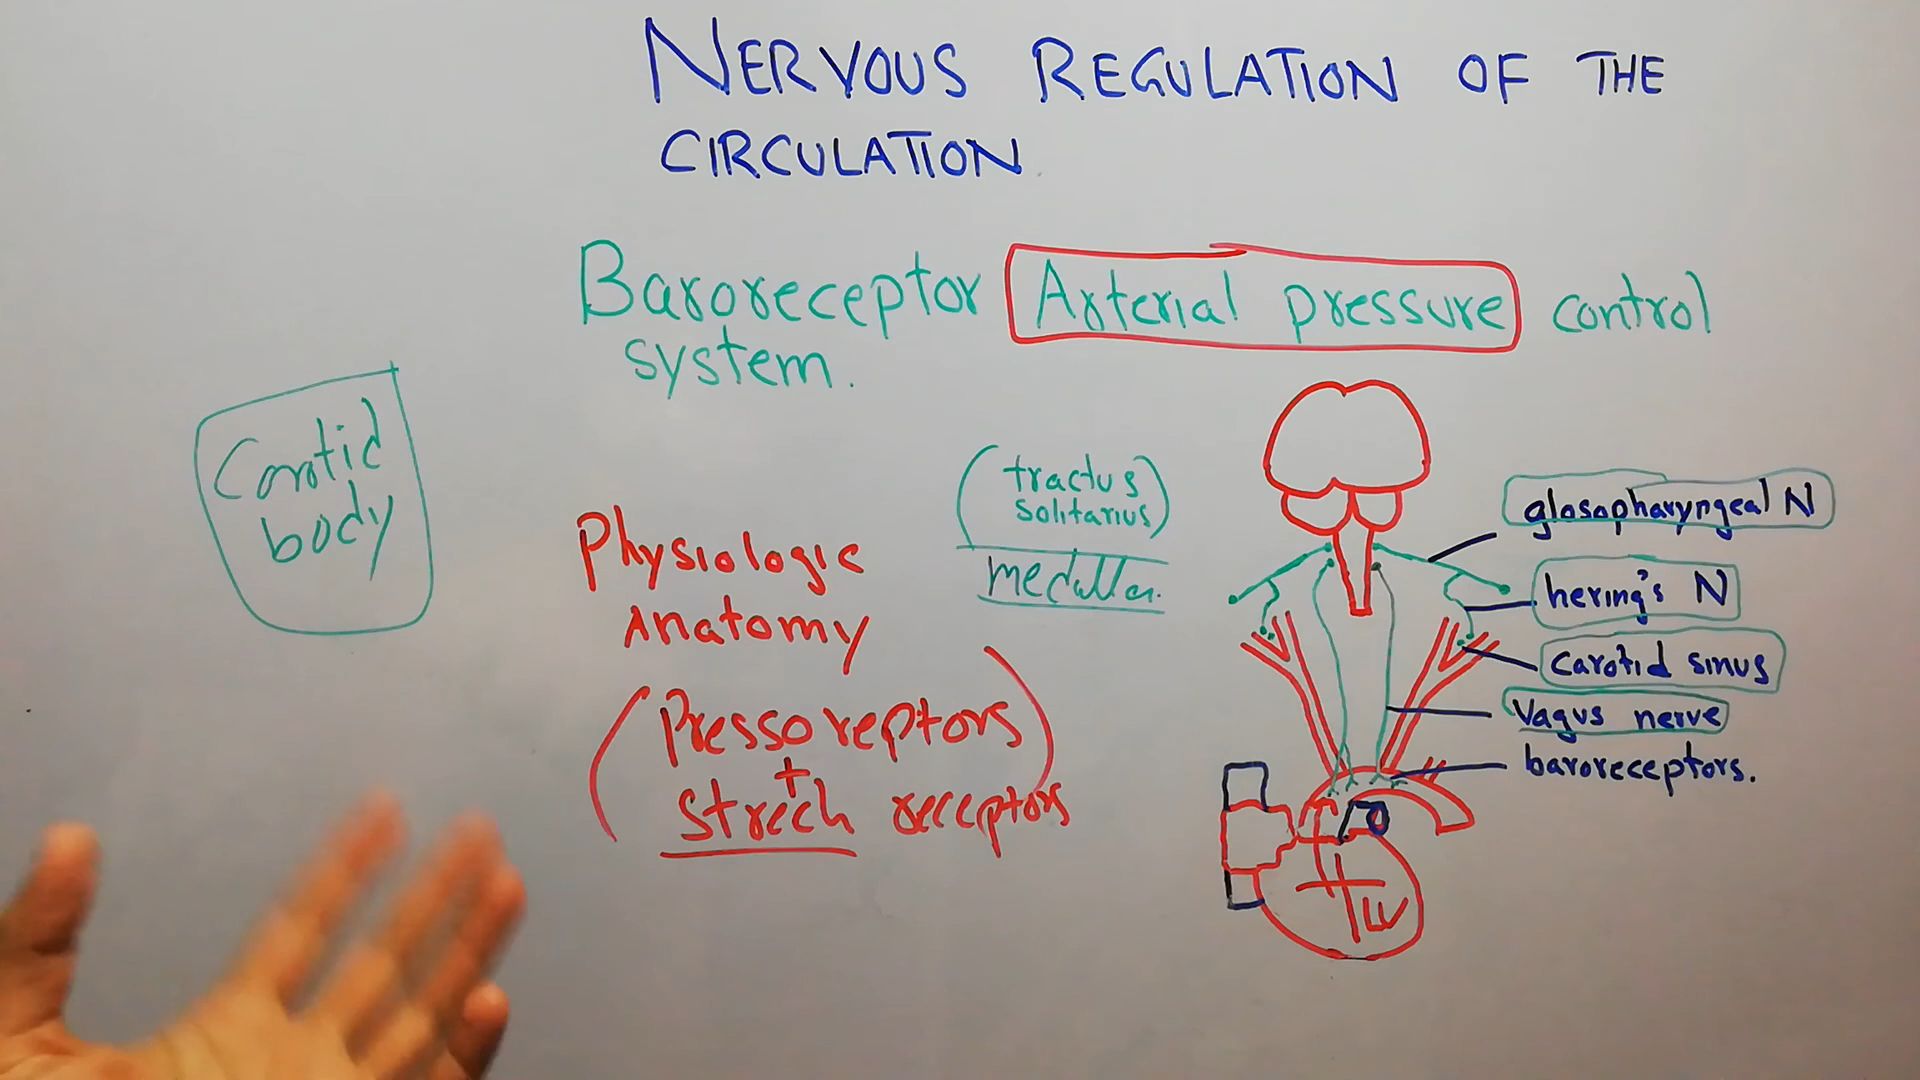 NERVOUS REGULATION OF THE
CIRCULATION
Baroreceptor Arterial pressure control
system.
Carotid
body
(tractus
solitarius)
medulla.
Physiologic
Anatomy
(Pressoreptors)
+
strech receptors
glosopharyngeal N
hering's N
carotid sinus
Vagus nerve
baroreceptors.
LV